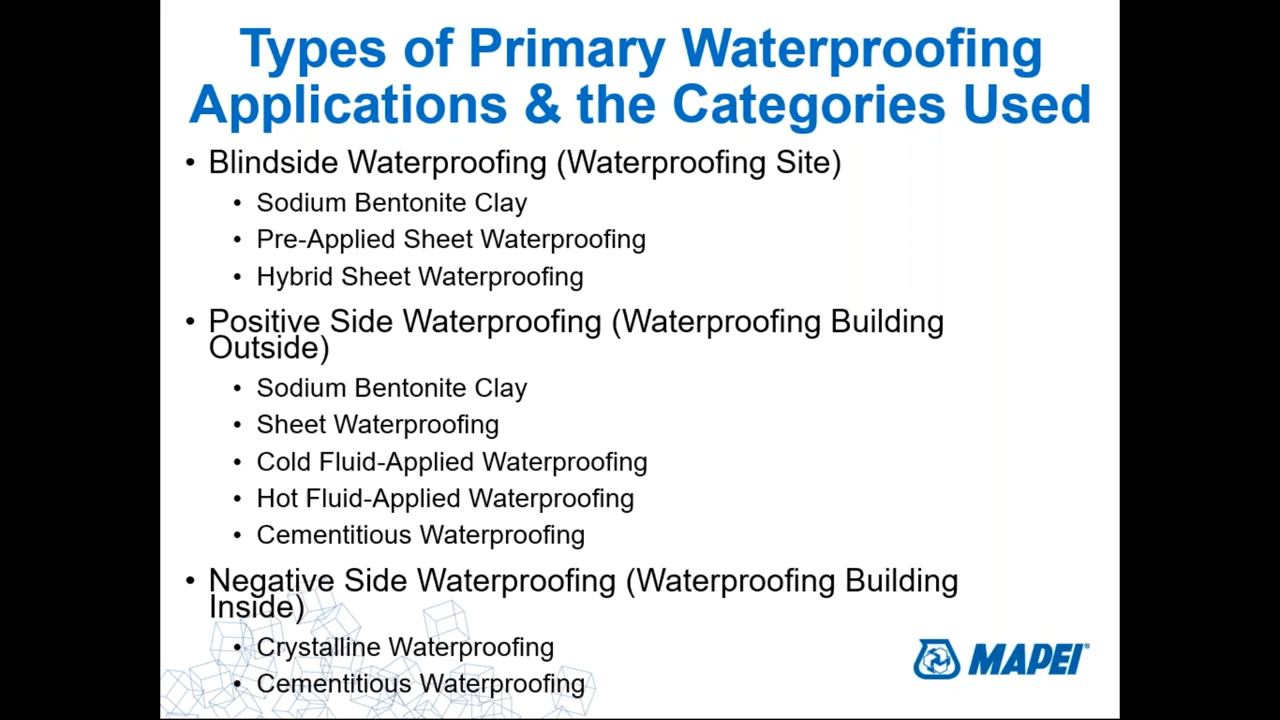 Types of Primary Waterproofing
Applications & the Categories Used
• Blindside Waterproofing (Waterproofing Site)
• Sodium Bentonite Clay
• Pre-Applied Sheet Waterproofing
• Hybrid Sheet Waterproofing
• Positive Side Waterproofing (Waterproofing Building
Outside)
• Sodium Bentonite Clay
• Sheet Waterproofing
• Cold Fluid-Applied Waterproofing
• Hot Fluid-Applied Waterproofing
• Cementitious Waterproofing
• Negative Side Waterproofing (Waterproofing Building
Inside)
• Crystalline Waterproofing
• Cementitious Waterproofing
MAPEI®